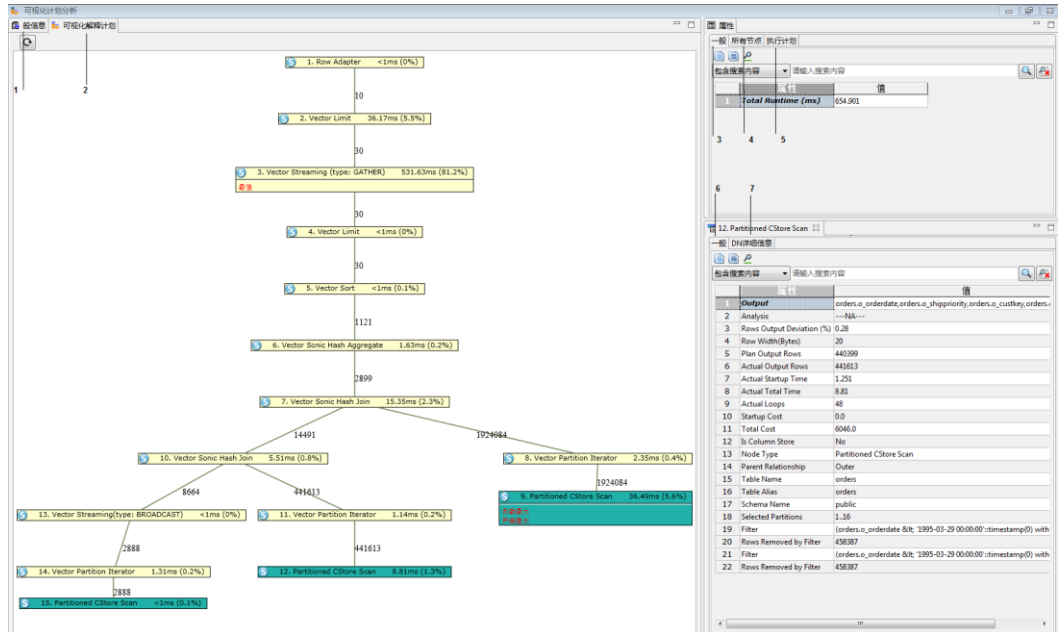 可视化计划分析
一般信息 可视化解释计划
1
2
1. Row Adapter <1ms (0%)
10
2. Vector Limit 36.17ms (5.5%)
30
3. Vector Streaming (type: GATHER) 531.63ms (81.2%)
最慢
30
4. Vector Limit <1ms (0%)
30
5. Vector Sort <1ms (0.1%)
1121
6. Vector Sonic Hash Aggregate 1.63ms (0.2%)
2899
7. Vector Sonic Hash Join 15.35ms (2.3%)
14491
1924084
10. Vector Sonic Hash Join 5.51ms (0.8%)
8. Vector Partition Iterator 2.35ms (0.4%)
8664
441613
1924084
9. Partitioned CStore Scan 36.49ms (5.6%)
13. Vector Streaming(type: BROADCAST) <1ms (0%)
11. Vector Partition Iterator 1.14ms (0.2%)
2888
441613
14. Vector Partition Iterator 1.31ms (0.2%)
12. Partitioned CStore Scan 8.81ms (1.3%)
2888
15. Partitioned CStore Scan <1ms (0.1%)
属性
一般 所有节点 执行计划
包含搜索内容 请输入搜索内容
属性 值
1 Total Runtime (ms) 654.901
3 4 5
6 7
12. Partitioned CStore Scan
一般 DN详细信息
包含搜索内容 请输入搜索内容
属性 值
1 Output orders.o_orderdate,orders.o_shippriority,orders.o_custkey,orders.
2 Analysis ---NA---
3 Rows Output Deviation (%) 0.28
4 Row Width(Bytes) 20
5 Plan Output Rows 440399
6 Actual Output Rows 441613
7 Actual Startup Time 1.251
8 Actual Total Time 8.81
9 Actual Loops 48
10 Startup Cost 0.0
11 Total Cost 6046.0
12 Is Column Store No
13 Node Type Partitioned CStore Scan
14 Parent Relationship Outer
15 Table Name orders
16 Table Alias orders
17 Schema Name public
18 Selected Partitions 1..16
19 Filter (orders.o_orderdate &lt; '1995-03-29 00:00:00'::timestamp(0) with
20 Rows Removed by Filter 458387
21 Filter (orders.o_orderdate &lt; '1995-03-29 00:00:00'::timestamp(0) with
22 Rows Removed by Filter 458387